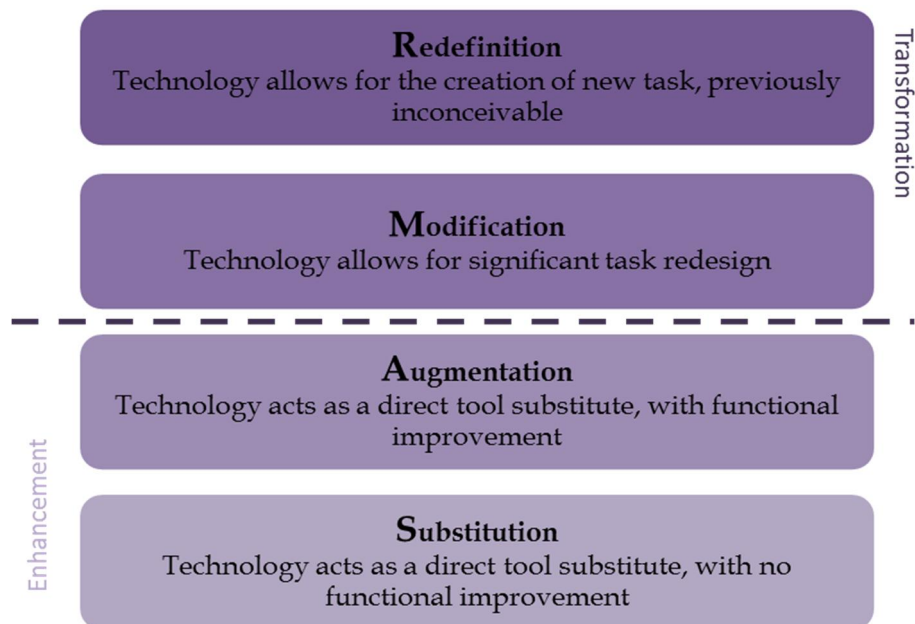 Redefinition
Technology allows for the creation of new task, previously
inconceivable
Transformation
Modification
Technology allows for significant task redesign
Augmentation
Technology acts as a direct tool substitute, with functional
improvement
Enhancement
Substitution
Technology acts as a direct tool substitute, with no
functional improvement